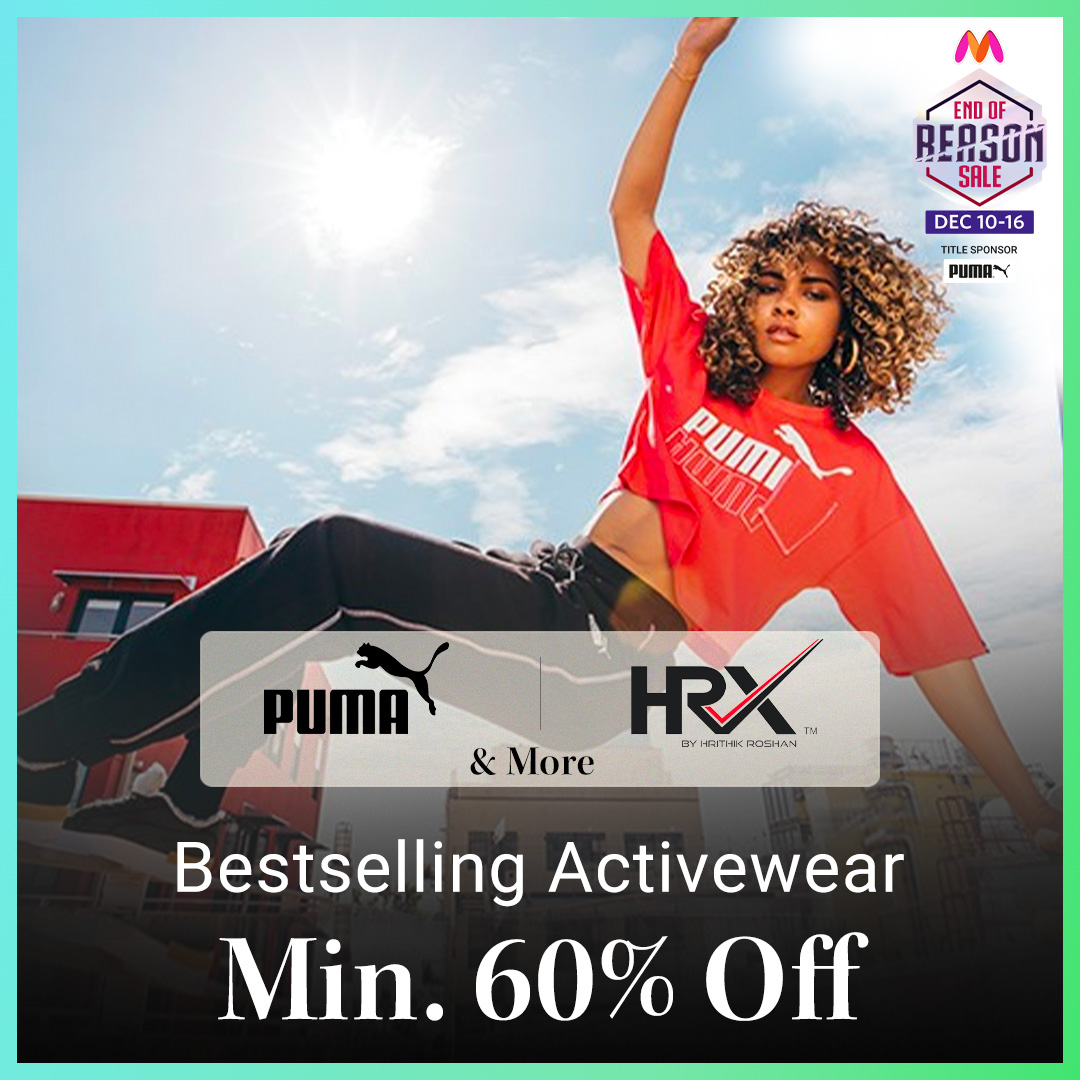 END OF
REASON
SALE
DEC 10-16
TITLE SPONSOR
PUMA
PUMA
HRX
TM
BY HRITHIK ROSHAN
& More
Bestselling Activewear
Min. 60% Off